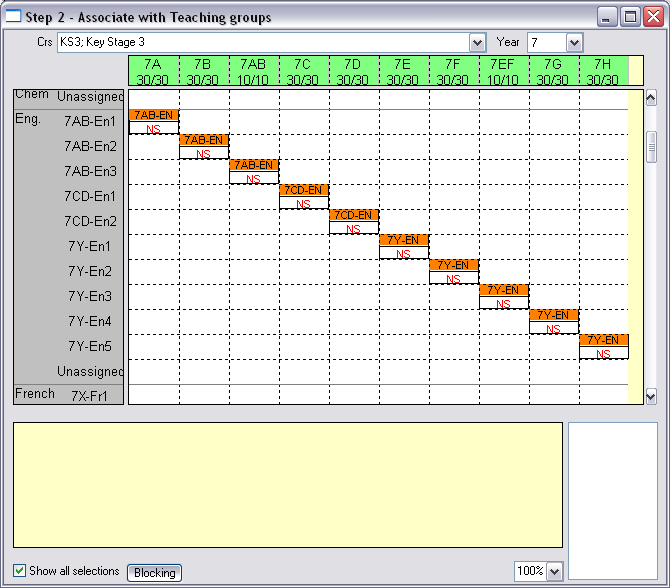 Step 2 - Associate with Teaching groups
Crs KS3; Key Stage 3 Year 7
7A 7B 7AB 7C 7D 7E 7F 7EF 7G 7H
30/30 30/30 10/10 30/30 30/30 30/30 30/30 10/10 30/30 30/30
Chem Unassigned
Eng. 7AB-En1 7AB-EN
NS
7AB-En2 7AB-EN
NS
7AB-En3 7AB-EN
NS
7CD-En1 7CD-EN
NS
7CD-En2 7CD-EN
NS
7Y-En1 7Y-EN
NS
7Y-En2 7Y-EN
NS
7Y-En3 7Y-EN
NS
7Y-En4 7Y-EN
NS
7Y-En5 7Y-EN
NS
Unassigned
French 7X-Fr1
Show all selections Blocking 100%